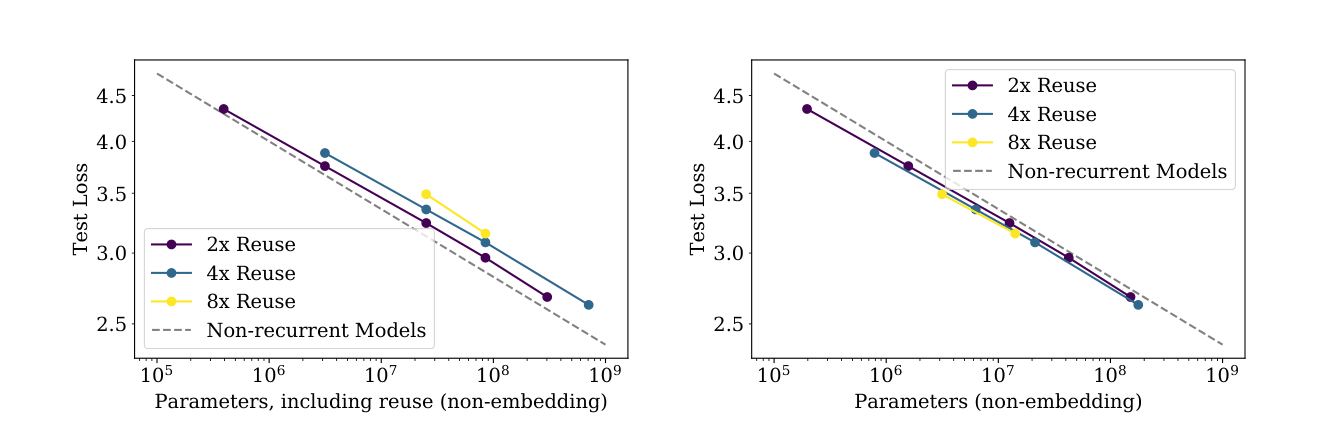 4.5
4.0
3.5
3.0
2.5
Test Loss
2x Reuse
4x Reuse
8x Reuse
Non-recurrent Models
10^5
10^6
10^7
10^8
10^9
Parameters, including reuse (non-embedding)
4.5
4.0
3.5
3.0
2.5
Test Loss
2x Reuse
4x Reuse
8x Reuse
Non-recurrent Models
10^5
10^6
10^7
10^8
10^9
Parameters (non-embedding)